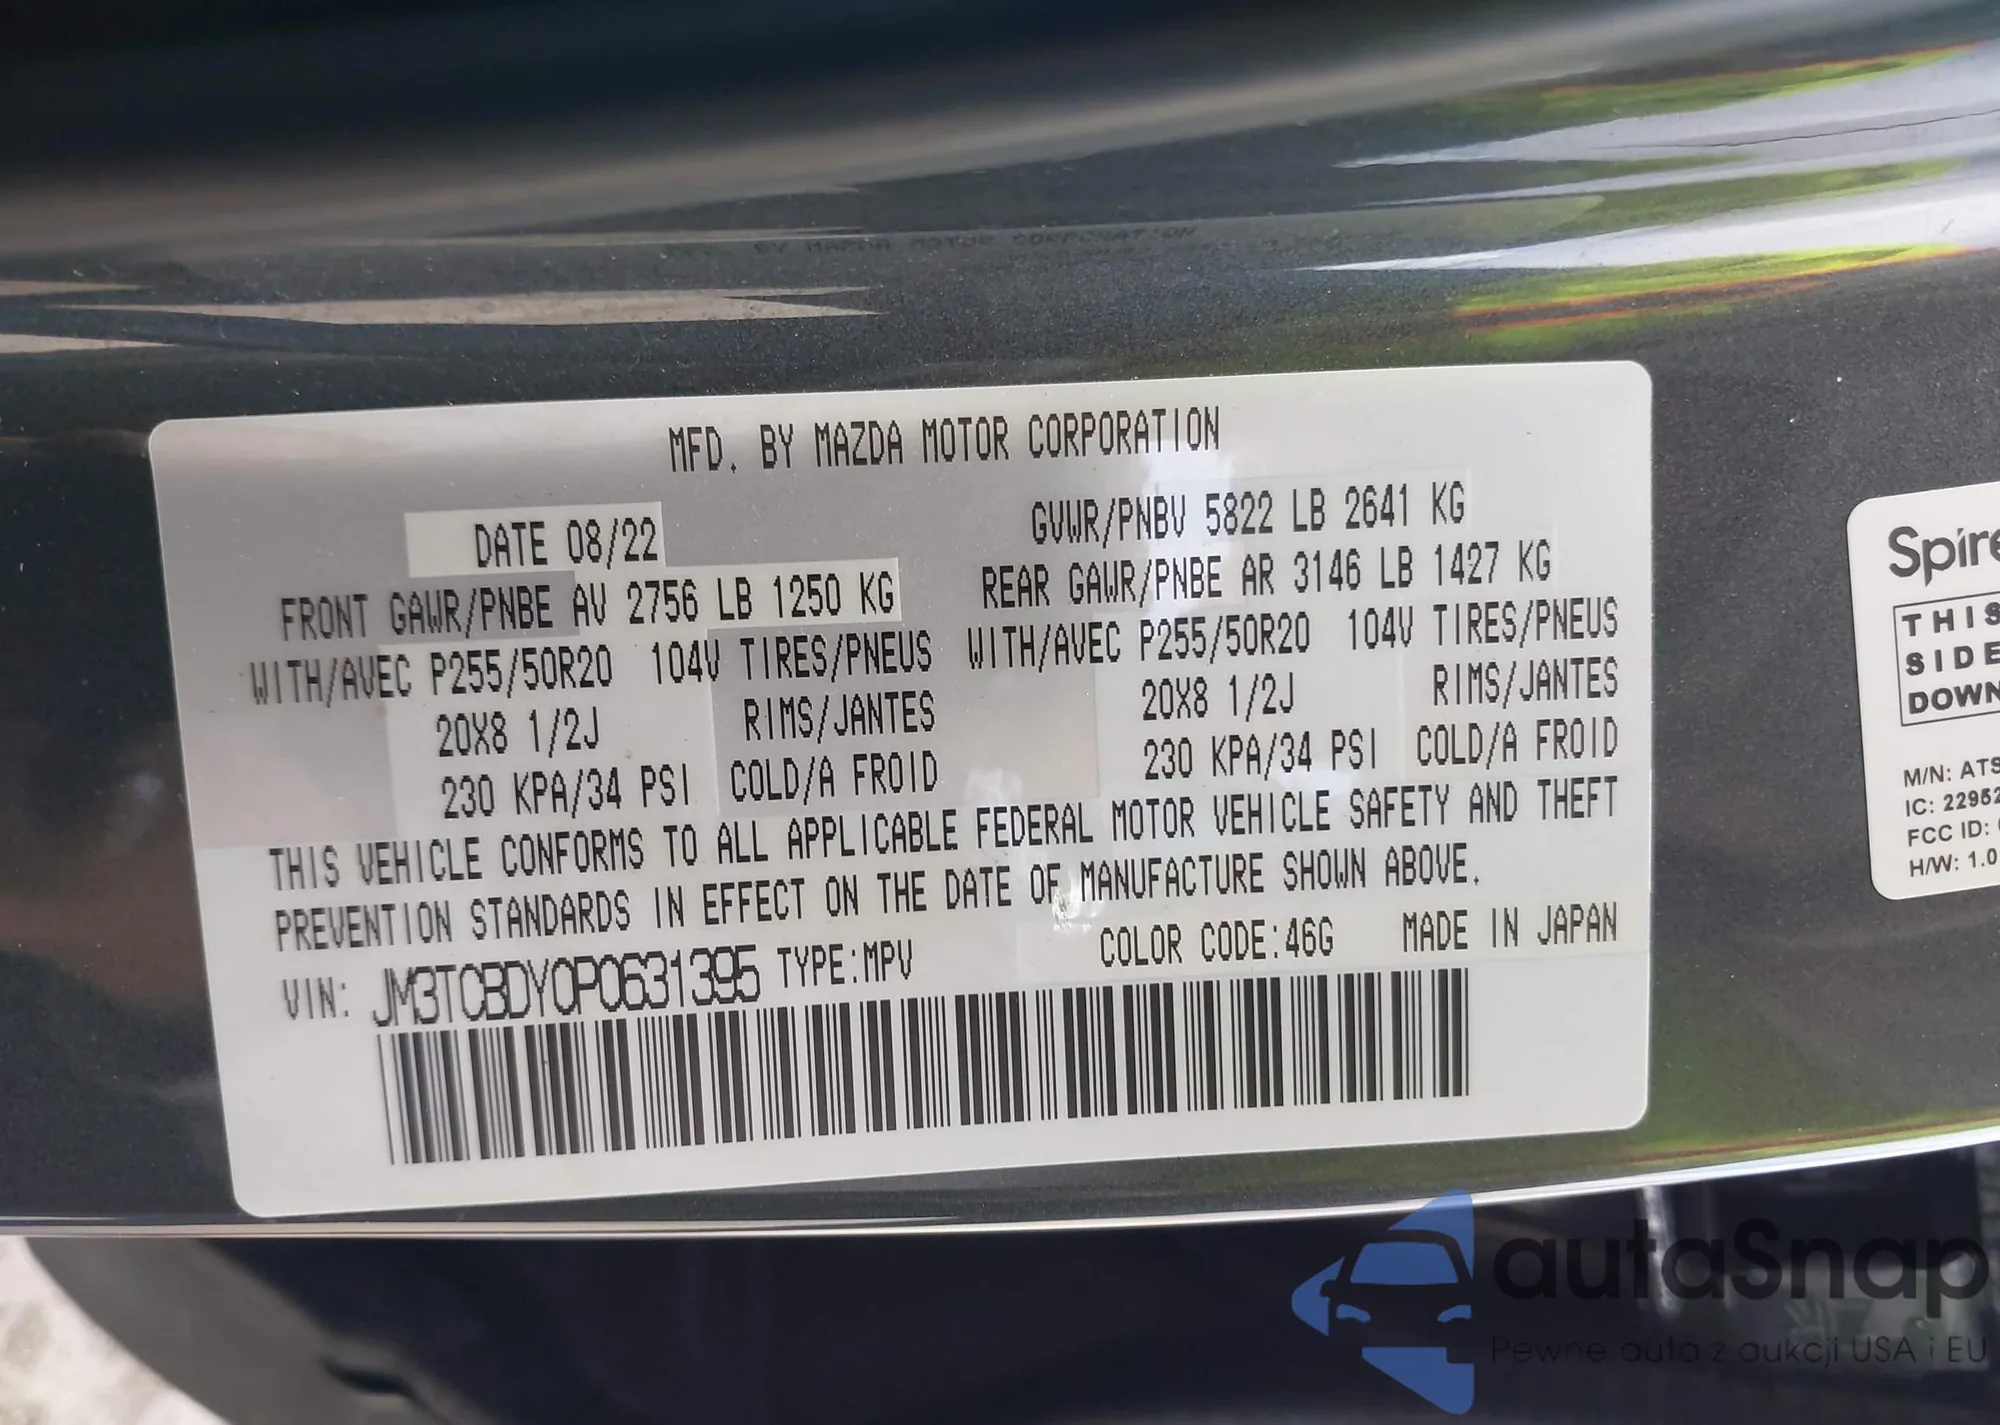 MFD. BY MAZDA MOTOR CORPORATION
DATE 08/22
GVWR/PNBV 5822 LB 2641 KG
FRONT GAWR/PNBE AV 2756 LB 1250 KG
REAR GAWR/PNBE AR 3146 LB 1427 KG
WITH/AVEC P255/50R20 104V TIRES/PNEUS
WITH/AVEC P255/50R20 104V TIRES/PNEUS
20X8 1/2J RIMS/JANTES
20X8 1/2J RIMS/JANTES
230 KPA/34 PSI COLD/A FROID
230 KPA/34 PSI COLD/A FROID
THIS VEHICLE CONFORMS TO ALL APPLICABLE FEDERAL MOTOR VEHICLE SAFETY AND THEFT
PREVENTION STANDARDS IN EFFECT ON THE DATE OF MANUFACTURE SHOWN ABOVE.
VIN: JM3TCBDY0P0631395 TYPE:MPV COLOR CODE:46G MADE IN JAPAN
Spire
THIS
SIDE
DOWN
M/N: ATS
IC: 22952
FCC ID:
H/W: 1.0
autaSnap
Pewne auta z aukcji USA i EU